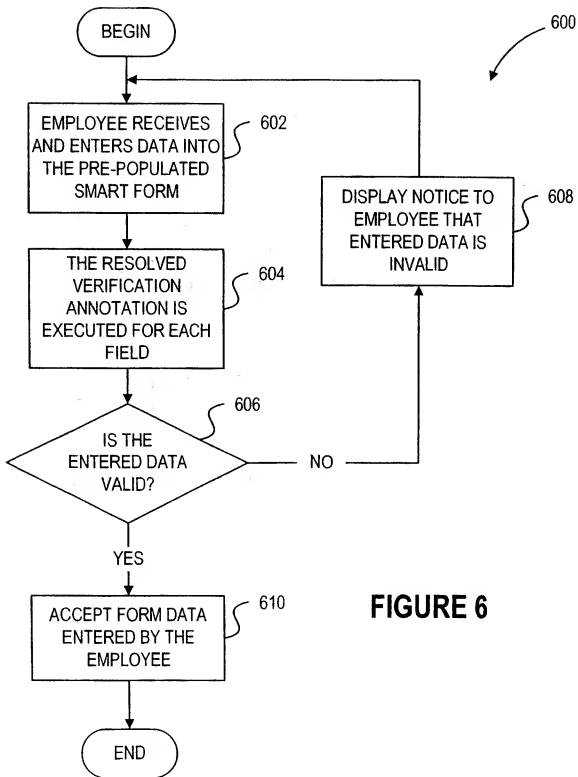 BEGIN
600
EMPLOYEE RECEIVES
AND ENTERS DATA INTO
THE PRE-POPULATED
SMART FORM
602
DISPLAY NOTICE TO
EMPLOYEE THAT
ENTERED DATA IS
INVALID
608
THE RESOLVED
VERIFICATION
ANNOTATION IS
EXECUTED FOR EACH
FIELD
604
606
IS THE
ENTERED DATA
VALID?
NO
YES
ACCEPT FORM DATA
ENTERED BY THE
EMPLOYEE
610
FIGURE 6
END